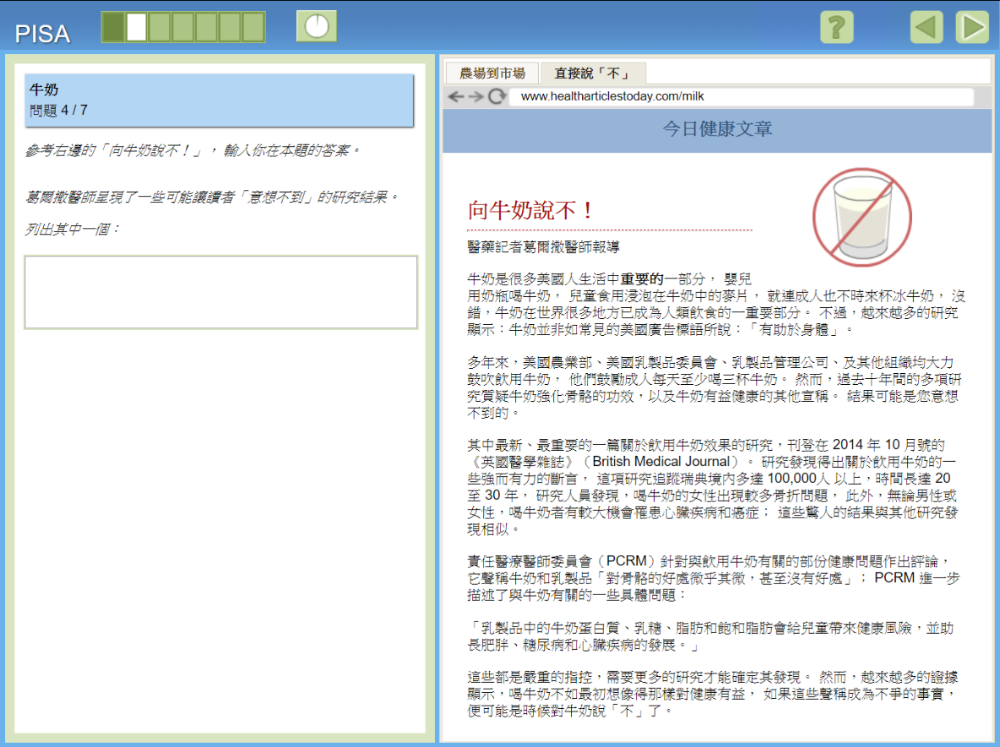 PISA
?
牛奶
問題 4 / 7
參考右邊的「向牛奶說不！」， 輸入你在本題的答案。
葛爾撒醫師呈現了一些可能讓讀者「意想不到」的研究結果。
列出其中一個：
農場到市場
直接說「不」
www.healtharticlestoday.com/milk
今日健康文章
向牛奶說不！
醫藥記者葛爾撒醫師報導
牛奶是很多美國人生活中重要的一部分， 嬰兒
用奶瓶喝牛奶， 兒童食用浸泡在牛奶中的麥片， 就連成人也不時來杯冰牛奶， 沒
錯，牛奶在世界很多地方已成為人類飲食的一重要部分。 不過，越來越多的研究
顯示：牛奶並非如常見的美國廣告標語所說：「有助於身體」。
多年來，美國農業部、美國乳製品委員會、乳製品管理公司、及其他組織均大力
鼓吹飲用牛奶， 他們鼓勵成人每天至少喝三杯牛奶。 然而，過去十年間的多項研
究質疑牛奶強化骨骼的功效，以及牛奶有益健康的其他宣稱。 結果可能是您意想
不到的。
其中最新、最重要的一篇關於飲用牛奶效果的研究，刊登在 2014 年 10 月號的
《英國醫學雜誌》（British Medical Journal）。 研究發現得出關於飲用牛奶的一
些強而有力的斷言， 這項研究追蹤瑞典境內多達 100,000人 以上，時間長達 20
至 30 年， 研究人員發現，喝牛奶的女性出現較多骨折問題， 此外，無論男性或
女性，喝牛奶者有較大機會罹患心臟疾病和癌症； 這些驚人的結果與其他研究發
現相似。
責任醫療醫師委員會（PCRM）針對與飲用牛奶有關的部份健康問題作出評論，
它聲稱牛奶和乳製品「對骨骼的好處微乎其微，甚至沒有好處」； PCRM 進一步
描述了與牛奶有關的一些具體問題：
「乳製品中的牛奶蛋白質、乳糖、脂肪和飽和脂肪會給兒童帶來健康風險，並助
長肥胖、糖尿病和心臟疾病的發展。」
這些都是嚴重的指控，需要更多的研究才能確定其發現。 然而，越來越多的證據
顯示，喝牛奶不如最初想像得那樣對健康有益， 如果這些聲稱成為不爭的事實，
便可能是時候對牛奶說「不」了。